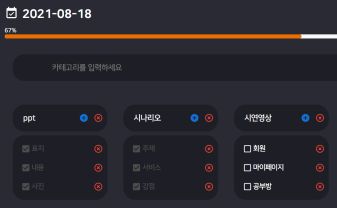 2021-08-18
67%
카테고리를 입력하세요
ppt
표지
내용
사진
시나리오
주제
서비스
강점
시연영상
회원
마이페이지
공부방